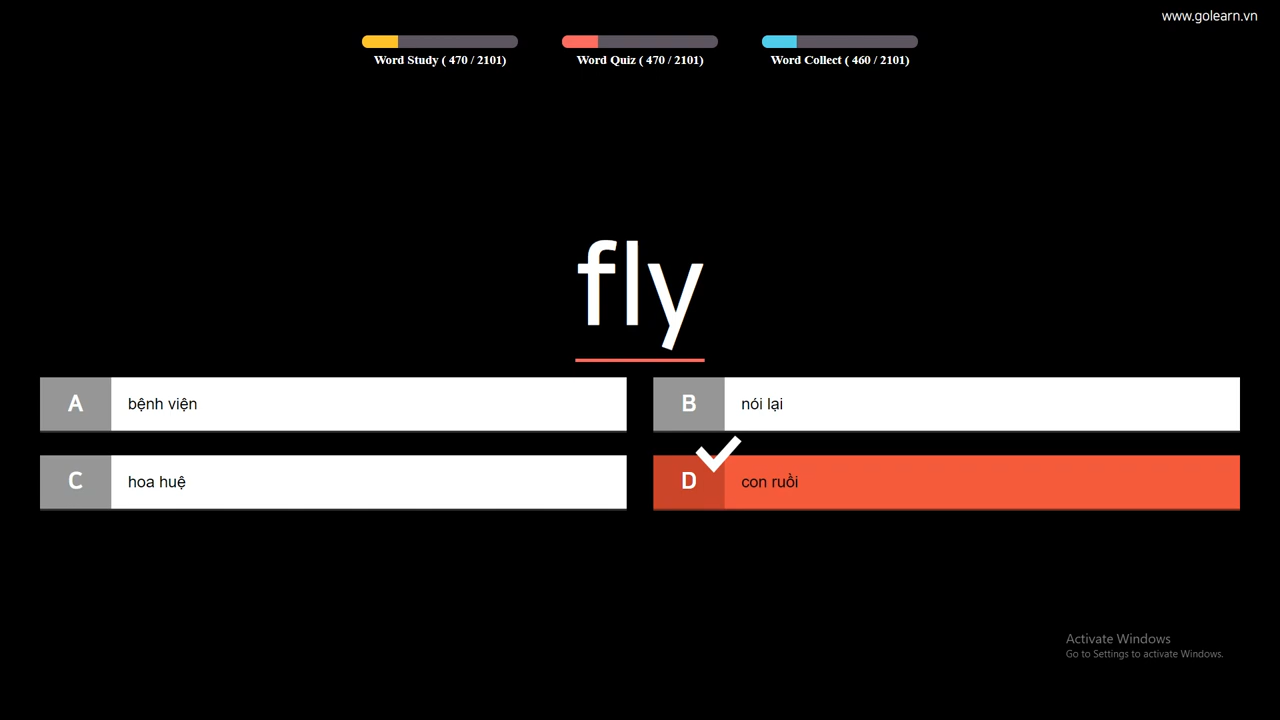 www.golearn.vn
Word Study ( 470 / 2101)
Word Quiz ( 470 / 2101)
Word Collect ( 460 / 2101)
fly
A bệnh viện
B nói lại
C hoa huệ
D con ruồi
Activate Windows
Go to Settings to activate Windows.